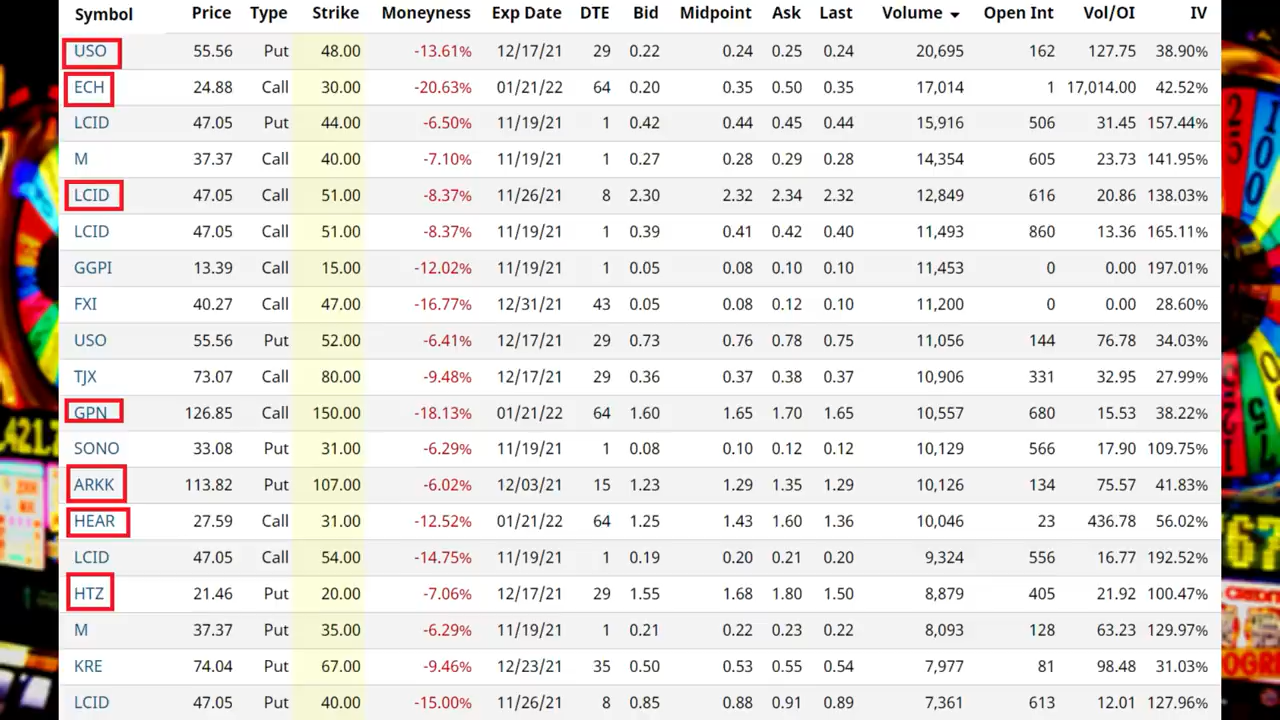 Symbol Price Type Strike Moneyness Exp Date DTE Bid Midpoint Ask Last Volume Open Int Vol/OI IV
USO 55.56 Put 48.00 -13.61% 12/17/21 29 0.22 0.24 0.25 0.24 20,695 162 127.75 38.90%
ECH 24.88 Call 30.00 -20.63% 01/21/22 64 0.20 0.35 0.50 0.35 17,014 1 17,014.00 42.52%
LCID 47.05 Put 44.00 -6.50% 11/19/21 1 0.42 0.44 0.45 0.44 15,916 506 31.45 157.44%
M 37.37 Call 40.00 -7.10% 11/19/21 1 0.27 0.28 0.29 0.28 14,354 605 23.73 141.95%
LCID 47.05 Call 51.00 -8.37% 11/26/21 8 2.30 2.32 2.34 2.32 12,849 616 20.86 138.03%
LCID 47.05 Call 51.00 -8.37% 11/19/21 1 0.39 0.41 0.42 0.40 11,493 860 13.36 165.11%
GGPI 13.39 Call 15.00 -12.02% 11/19/21 1 0.05 0.08 0.10 0.10 11,453 0 0.00 197.01%
FXI 40.27 Call 47.00 -16.77% 12/31/21 43 0.05 0.08 0.12 0.10 11,200 0 0.00 28.60%
USO 55.56 Put 52.00 -6.41% 12/17/21 29 0.73 0.76 0.78 0.75 11,056 144 76.78 34.03%
TJX 73.07 Call 80.00 -9.48% 12/17/21 29 0.36 0.37 0.38 0.37 10,906 331 32.95 27.99%
GPN 126.85 Call 150.00 -18.13% 01/21/22 64 1.60 1.65 1.70 1.65 10,557 680 15.53 38.22%
SONO 33.08 Put 31.00 -6.29% 11/19/21 1 0.08 0.10 0.12 0.12 10,129 566 17.90 109.75%
ARKK 113.82 Put 107.00 -6.02% 12/03/21 15 1.23 1.29 1.35 1.29 10,126 134 75.57 41.83%
HEAR 27.59 Call 31.00 -12.52% 01/21/22 64 1.25 1.43 1.60 1.36 10,046 23 436.78 56.02%
LCID 47.05 Call 54.00 -14.75% 11/19/21 1 0.19 0.20 0.21 0.20 9,324 556 16.77 192.52%
HTZ 21.46 Put 20.00 -7.06% 12/17/21 29 1.55 1.68 1.80 1.50 8,879 405 21.92 100.47%
M 37.37 Put 35.00 -6.29% 11/19/21 1 0.21 0.22 0.23 0.22 8,093 128 63.23 129.97%
KRE 74.04 Put 67.00 -9.46% 12/23/21 35 0.50 0.53 0.55 0.54 7,977 81 98.48 31.03%
LCID 47.05 Put 40.00 -15.00% 11/26/21 8 0.85 0.88 0.91 0.89 7,361 613 12.01 127.96%